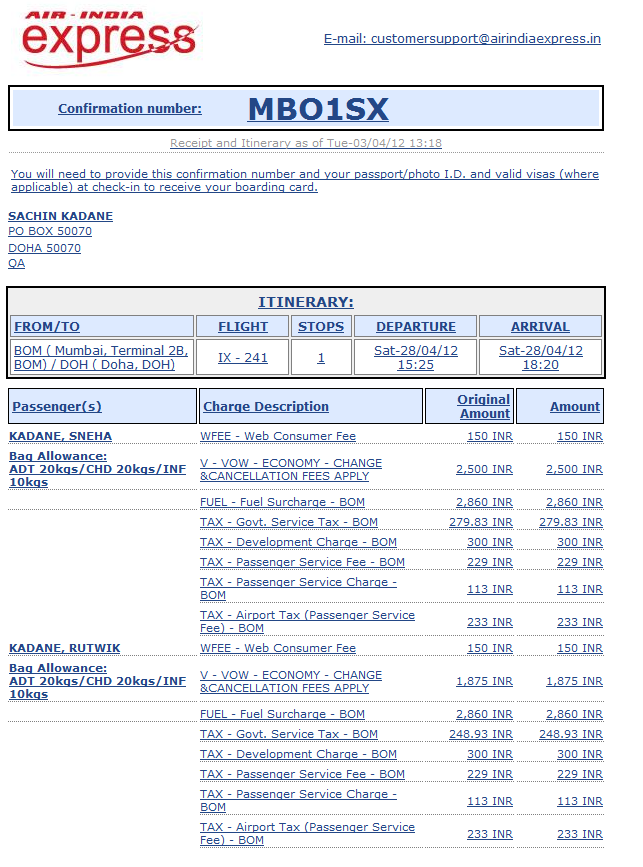 AIR-INDIA
express
E-mail: customersupport@airindiaexpress.in
Confirmation number: MBO1SX
Receipt and Itinerary as of Tue-03/04/12 13:18
You will need to provide this confirmation number and your passport/photo I.D. and valid visas (where
applicable) at check-in to receive your boarding card.
SACHIN KADANE
PO BOX 50070
DOHA 50070
QA
ITINERARY:
FROM/TO FLIGHT STOPS DEPARTURE ARRIVAL
BOM ( Mumbai, Terminal 2B,
BOM) / DOH ( Doha, DOH) IX - 241 1 Sat-28/04/12
15:25 Sat-28/04/12
18:20
Passenger(s) Charge Description Original
Amount Amount
KADANE, SNEHA WFEE - Web Consumer Fee 150 INR 150 INR
Bag Allowance:
ADT 20kgs/CHD 20kgs/INF
10kgs
V - VOW - ECONOMY - CHANGE
&CANCELLATION FEES APPLY 2,500 INR 2,500 INR
FUEL - Fuel Surcharge - BOM 2,860 INR 2,860 INR
TAX - Govt. Service Tax - BOM 279.83 INR 279.83 INR
TAX - Development Charge - BOM 300 INR 300 INR
TAX - Passenger Service Fee - BOM 229 INR 229 INR
TAX - Passenger Service Charge -
BOM 113 INR 113 INR
TAX - Airport Tax (Passenger Service
Fee) - BOM 233 INR 233 INR
KADANE, RUTWIK WFEE - Web Consumer Fee 150 INR 150 INR
Bag Allowance:
ADT 20kgs/CHD 20kgs/INF
10kgs
V - VOW - ECONOMY - CHANGE
&CANCELLATION FEES APPLY 1,875 INR 1,875 INR
FUEL - Fuel Surcharge - BOM 2,860 INR 2,860 INR
TAX - Govt. Service Tax - BOM 248.93 INR 248.93 INR
TAX - Development Charge - BOM 300 INR 300 INR
TAX - Passenger Service Fee - BOM 229 INR 229 INR
TAX - Passenger Service Charge -
BOM 113 INR 113 INR
TAX - Airport Tax (Passenger Service
Fee) - BOM 233 INR 233 INR